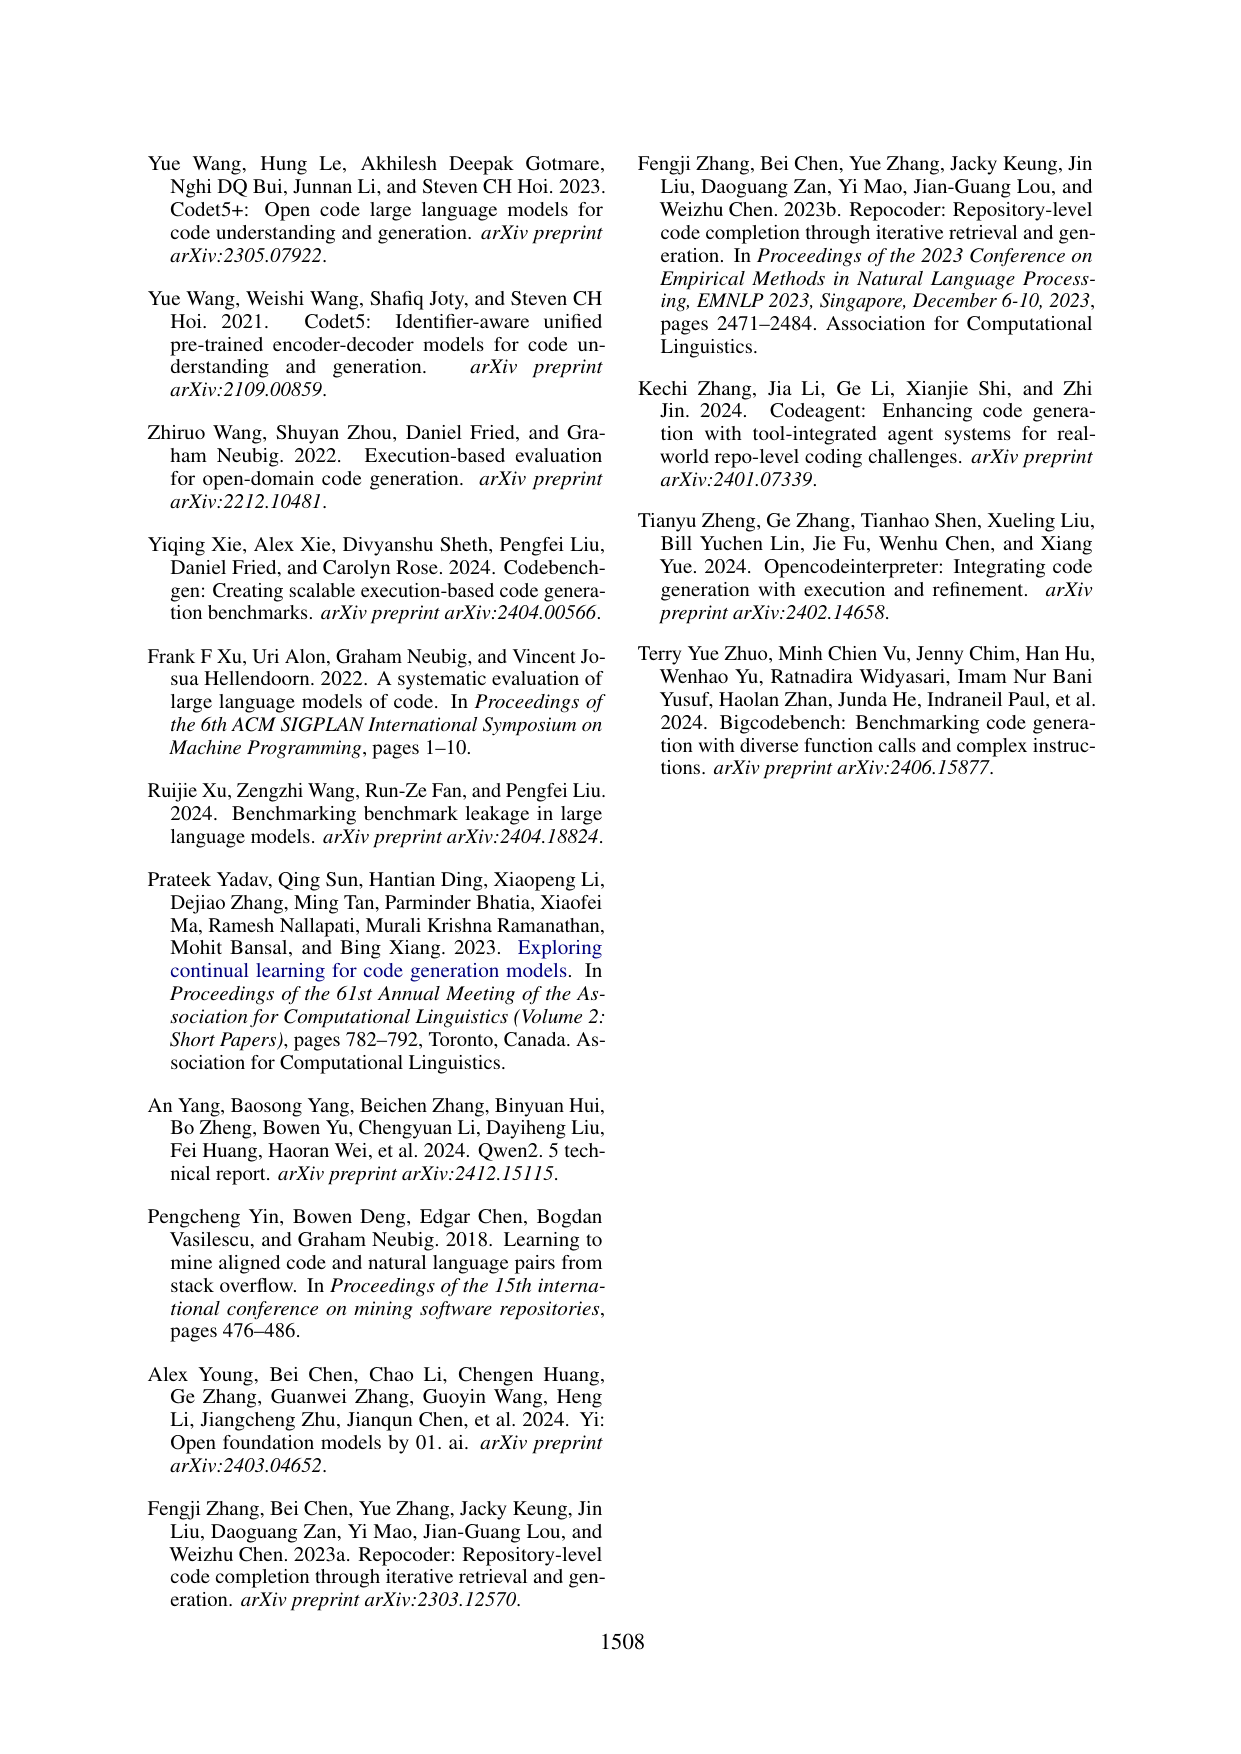 Yue Wang, Hung Le, Akhilesh Deepak Gotmare,
Nghi DQ Bui, Junnan Li, and Steven CH Hoi. 2023.
Codet5+: Open code large language models for
code understanding and generation. arXiv preprint
arXiv:2305.07922.
Yue Wang, Weishi Wang, Shafiq Joty, and Steven CH
Hoi. 2021. Codet5: Identifier-aware unified
pre-trained encoder-decoder models for code un-
derstanding and generation. arXiv preprint
arXiv:2109.00859.
Zhiruo Wang, Shuyan Zhou, Daniel Fried, and Gra-
ham Neubig. 2022. Execution-based evaluation
for open-domain code generation. arXiv preprint
arXiv:2212.10481.
Yiqing Xie, Alex Xie, Divyanshu Sheth, Pengfei Liu,
Daniel Fried, and Carolyn Rose. 2024. Codebench-
gen: Creating scalable execution-based code genera-
tion benchmarks. arXiv preprint arXiv:2404.00566.
Frank F Xu, Uri Alon, Graham Neubig, and Vincent Jo-
sua Hellendoorn. 2022. A systematic evaluation of
large language models of code. In Proceedings of
the 6th ACM SIGPLAN International Symposium on
Machine Programming, pages 1–10.
Ruijie Xu, Zengzhi Wang, Run-Ze Fan, and Pengfei Liu.
2024. Benchmarking benchmark leakage in large
language models. arXiv preprint arXiv:2404.18824.
Prateek Yadav, Qing Sun, Hantian Ding, Xiaopeng Li,
Dejiao Zhang, Ming Tan, Parminder Bhatia, Xiaofei
Ma, Ramesh Nallapati, Murali Krishna Ramanathan,
Mohit Bansal, and Bing Xiang. 2023. Exploring
continual learning for code generation models. In
Proceedings of the 61st Annual Meeting of the As-
sociation for Computational Linguistics (Volume 2:
Short Papers), pages 782–792, Toronto, Canada. As-
sociation for Computational Linguistics.
An Yang, Baosong Yang, Beichen Zhang, Binyuan Hui,
Bo Zheng, Bowen Yu, Chengyuan Li, Dayiheng Liu,
Fei Huang, Haoran Wei, et al. 2024. Qwen2. 5 tech-
nical report. arXiv preprint arXiv:2412.15115.
Pengcheng Yin, Bowen Deng, Edgar Chen, Bogdan
Vasilescu, and Graham Neubig. 2018. Learning to
mine aligned code and natural language pairs from
stack overflow. In Proceedings of the 15th interna-
tional conference on mining software repositories,
pages 476–486.
Alex Young, Bei Chen, Chao Li, Chengen Huang,
Ge Zhang, Guanwei Zhang, Guoyin Wang, Heng
Li, Jiangcheng Zhu, Jianqun Chen, et al. 2024. Yi:
Open foundation models by 01. ai. arXiv preprint
arXiv:2403.04652.
Fengji Zhang, Bei Chen, Yue Zhang, Jacky Keung, Jin
Liu, Daoguang Zan, Yi Mao, Jian-Guang Lou, and
Weizhu Chen. 2023a. Repocoder: Repository-level
code completion through iterative retrieval and gen-
eration. arXiv preprint arXiv:2303.12570.
Fengji Zhang, Bei Chen, Yue Zhang, Jacky Keung, Jin
Liu, Daoguang Zan, Yi Mao, Jian-Guang Lou, and
Weizhu Chen. 2023b. Repocoder: Repository-level
code completion through iterative retrieval and gen-
eration. In Proceedings of the 2023 Conference on
Empirical Methods in Natural Language Process-
ing, EMNLP 2023, Singapore, December 6-10, 2023,
pages 2471–2484. Association for Computational
Linguistics.
Kechi Zhang, Jia Li, Ge Li, Xianjie Shi, and Zhi
Jin. 2024. Codeagent: Enhancing code genera-
tion with tool-integrated agent systems for real-
world repo-level coding challenges. arXiv preprint
arXiv:2401.07339.
Tianyu Zheng, Ge Zhang, Tianhao Shen, Xueling Liu,
Bill Yuchen Lin, Jie Fu, Wenhu Chen, and Xiang
Yue. 2024. Opencodeinterpreter: Integrating code
generation with execution and refinement. arXiv
preprint arXiv:2402.14658.
Terry Yue Zhuo, Minh Chien Vu, Jenny Chim, Han Hu,
Wenhao Yu, Ratnadira Widyasari, Imam Nur Bani
Yusuf, Haolan Zhan, Junda He, Indraneil Paul, et al.
2024. Bigcodebench: Benchmarking code genera-
tion with diverse function calls and complex instruc-
tions. arXiv preprint arXiv:2406.15877.
1508